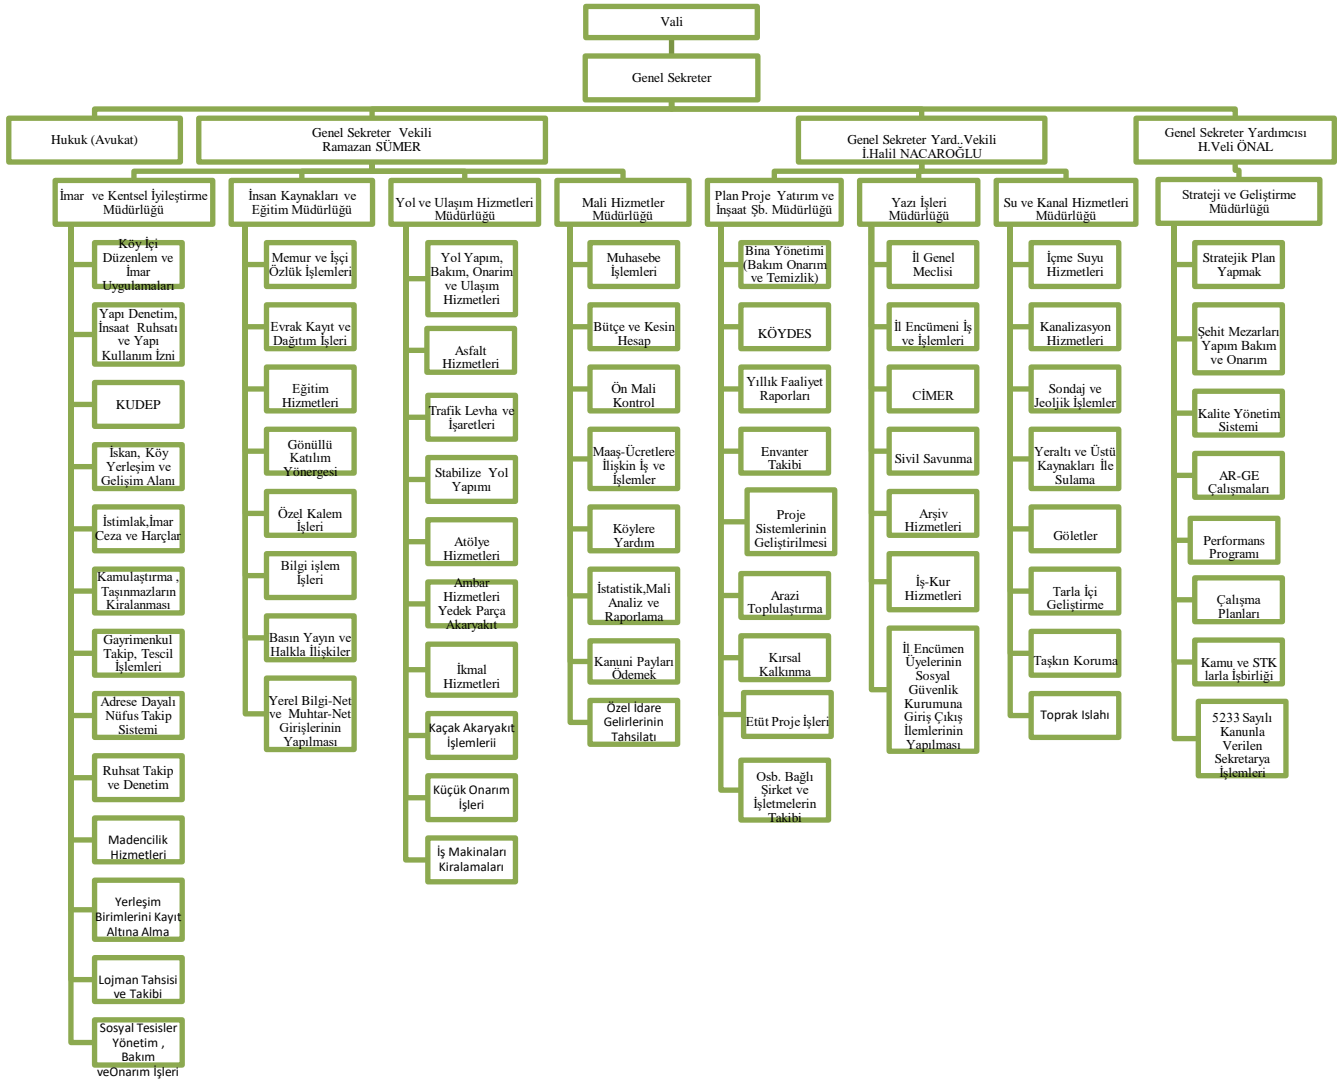 Vali
Genel Sekreter
Hukuk (Avukat)
Genel Sekreter Vekili
Ramazan SÜMER
Genel Sekreter Yard..Vekili
İ.Halil NACAROĞLU
Genel Sekreter Yardımcısı
H.Veli ÖNAL
İmar ve Kentsel İyileştirme
Müdürlüğü
Köy İçi
Düzenlem ve
İmar
Uygulamaları
Yapı Denetim,
İnsaat Ruhsatı
ve Yapı
Kullanım İzni
KUDEP
İskan, Köy
Yerleşim ve
Gelişim Alanı
İstimlak,İmar
Ceza ve Harçlar
Kamulaştırma ,
Taşınmazların
Kiralanması
Gayrimenkul
Takip, Tescil
İşlemleri
Adrese Dayalı
Nüfus Takip
Sistemi
Ruhsat Takip
ve Denetim
Madencilik
Hizmetleri
Yerleşim
Birimlerini Kayıt
Altına Alma
Lojman Tahsisi
ve Takibi
Sosyal Tesisler
Yönetim ,
Bakım
veOnarım İşleri
İnsan Kaynakları ve
Eğitim Müdürlüğü
Memur ve İşçi
Özlük İşlemleri
Evrak Kayıt ve
Dağıtım İşleri
Eğitim
Hizmetleri
Gönüllü
Katılım
Yönergesi
Özel Kalem
İşleri
Bilgi işlem
İşleri
Basın Yayın ve
Halkla İlişkiler
Yerel Bilgi-Net
ve Muhtar-Net
Girişlerinin
Yapılması
Yol ve Ulaşım Hizmetleri
Müdürlüğü
Yol Yapım,
Bakım, Onarim
ve Ulaşım
Hizmetleri
Asfalt
Hizmetleri
Trafik Levha ve
İşaretleri
Stabilize Yol
Yapımı
Atölye
Hizmetleri
Ambar
Hizmetleri
Yedek Parça
Akaryakıt
İkmal
Hizmetleri
Kaçak Akaryakıt
İşlemlerii
Küçük Onarım
İşleri
İş Makinaları
Kiralamaları
Mali Hizmetler
Müdürlüğü
Muhasebe
İşlemleri
Bütçe ve Kesin
Hesap
Ön Mali
Kontrol
Maaş-Ücretlere
İlişkin İş ve
İşlemler
Köylere
Yardım
İstatistik,Mali
Analiz ve
Raporlama
Kanuni Payları
Ödemek
Özel İdare
Gelirlerinin
Tahsilatı
Plan Proje Yatırım ve
İnşaat Şb. Müdürlüğü
Bina Yönetimi
(Bakım Onarım
ve Temizlik)
KÖYDES
Yıllık Faaliyet
Raporları
Envanter
Takibi
Proje
Sistemlerinin
Geliştirilmesi
Arazi
Toplulaştırma
Kırsal
Kalkınma
Etüt Proje İşleri
Osb. Bağlı
Şirket ve
İşletmelerin
Takibi
Yazı İşleri
Müdürlüğü
İl Genel
Meclisi
İl Encümeni İş
ve İşlemleri
CİMER
Sivil Savunma
Arşiv
Hizmetleri
İş-Kur
Hizmetleri
İl Encümen
Üyelerinin
Sosyal
Güvenlik
Kurumuna
Giriş Çıkış
İlemlerinin
Yapılması
Su ve Kanal Hizmetleri
Müdürlüğü
İçme Suyu
Hizmetleri
Kanalizasyon
Hizmetleri
Sondaj ve
Jeoljik İşlemler
Yeraltı ve Üstü
Kaynakları İle
Sulama
Göletler
Tarla İçi
Geliştirme
Taşkın Koruma
Toprak Islahı
Strateji ve Geliştirme
Müdürlüğü
Stratejik Plan
Yapmak
Şehit Mezarları
Yapım Bakım
ve Onarım
Kalite Yönetim
Sistemi
AR-GE
Çalışmaları
Performans
Programı
Çalışma
Planları
Kamu ve STK
larla İşbirliği
5233 Sayılı
Kanunla
Verilen
Sekretarya
İşlemleri